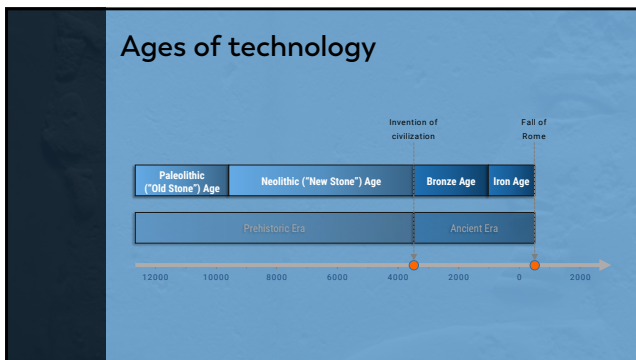 Ages of technology
Invention of
civilization
Fall of
Rome
Paleolithic
("Old Stone") Age
Neolithic ("New Stone") Age
Bronze Age
Iron Age
Prehistoric Era
Ancient Era
12000 10000 8000 6000 4000 2000 0 2000